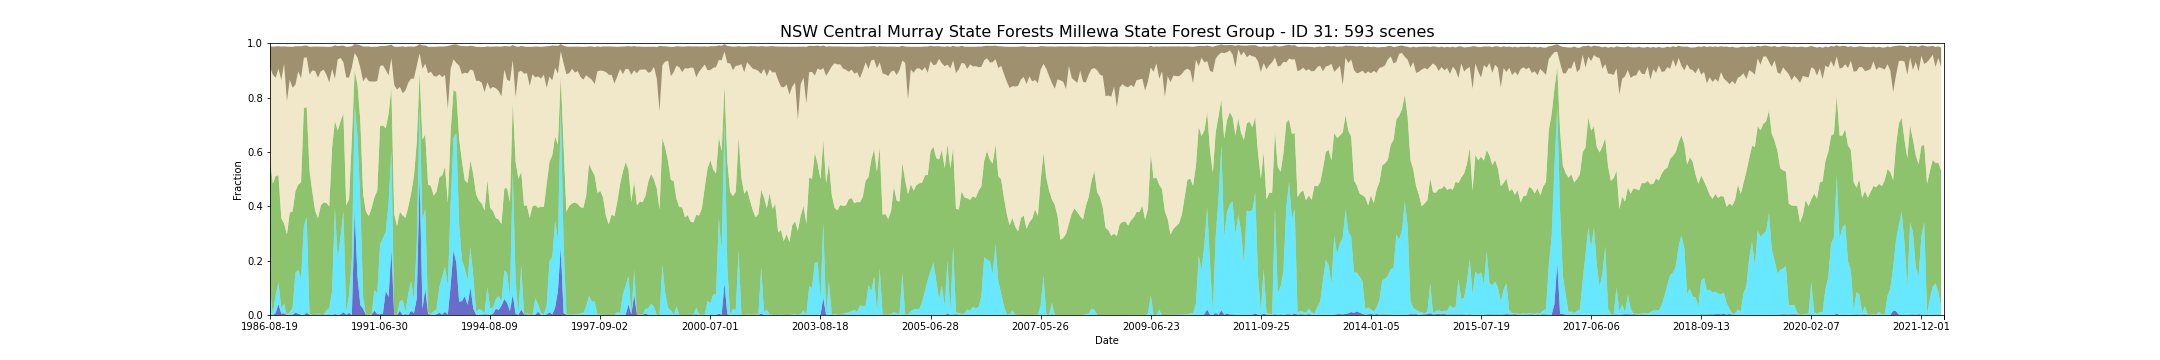 NSW Central Murray State Forests Millewa State Forest Group - ID 31: 593 scenes
1.0
0.8
0.6
0.4
0.2
0.0
Fraction
1986-08-19 1991-06-30 1994-08-09 1997-09-02 2000-07-01 2003-08-18 2005-06-28 2007-05-26 2009-06-23 2011-09-25 2014-01-05 2015-07-19 2017-06-06 2018-09-13 2020-02-07 2021-12-01
Date